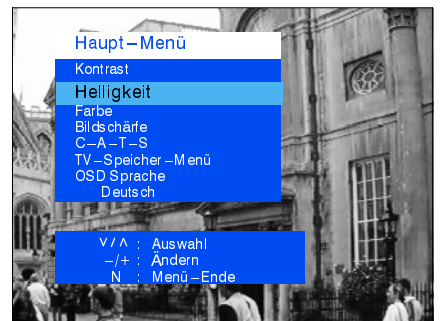 Haupt–Menü
Kontrast
Helligkeit
Farbe
Bildschärfe
C–A–T–S
TV–Speicher–Menü
OSD Sprache
Deutsch
∨/∧ : Auswahl
–/+ : Ändern
N : Menü–Ende